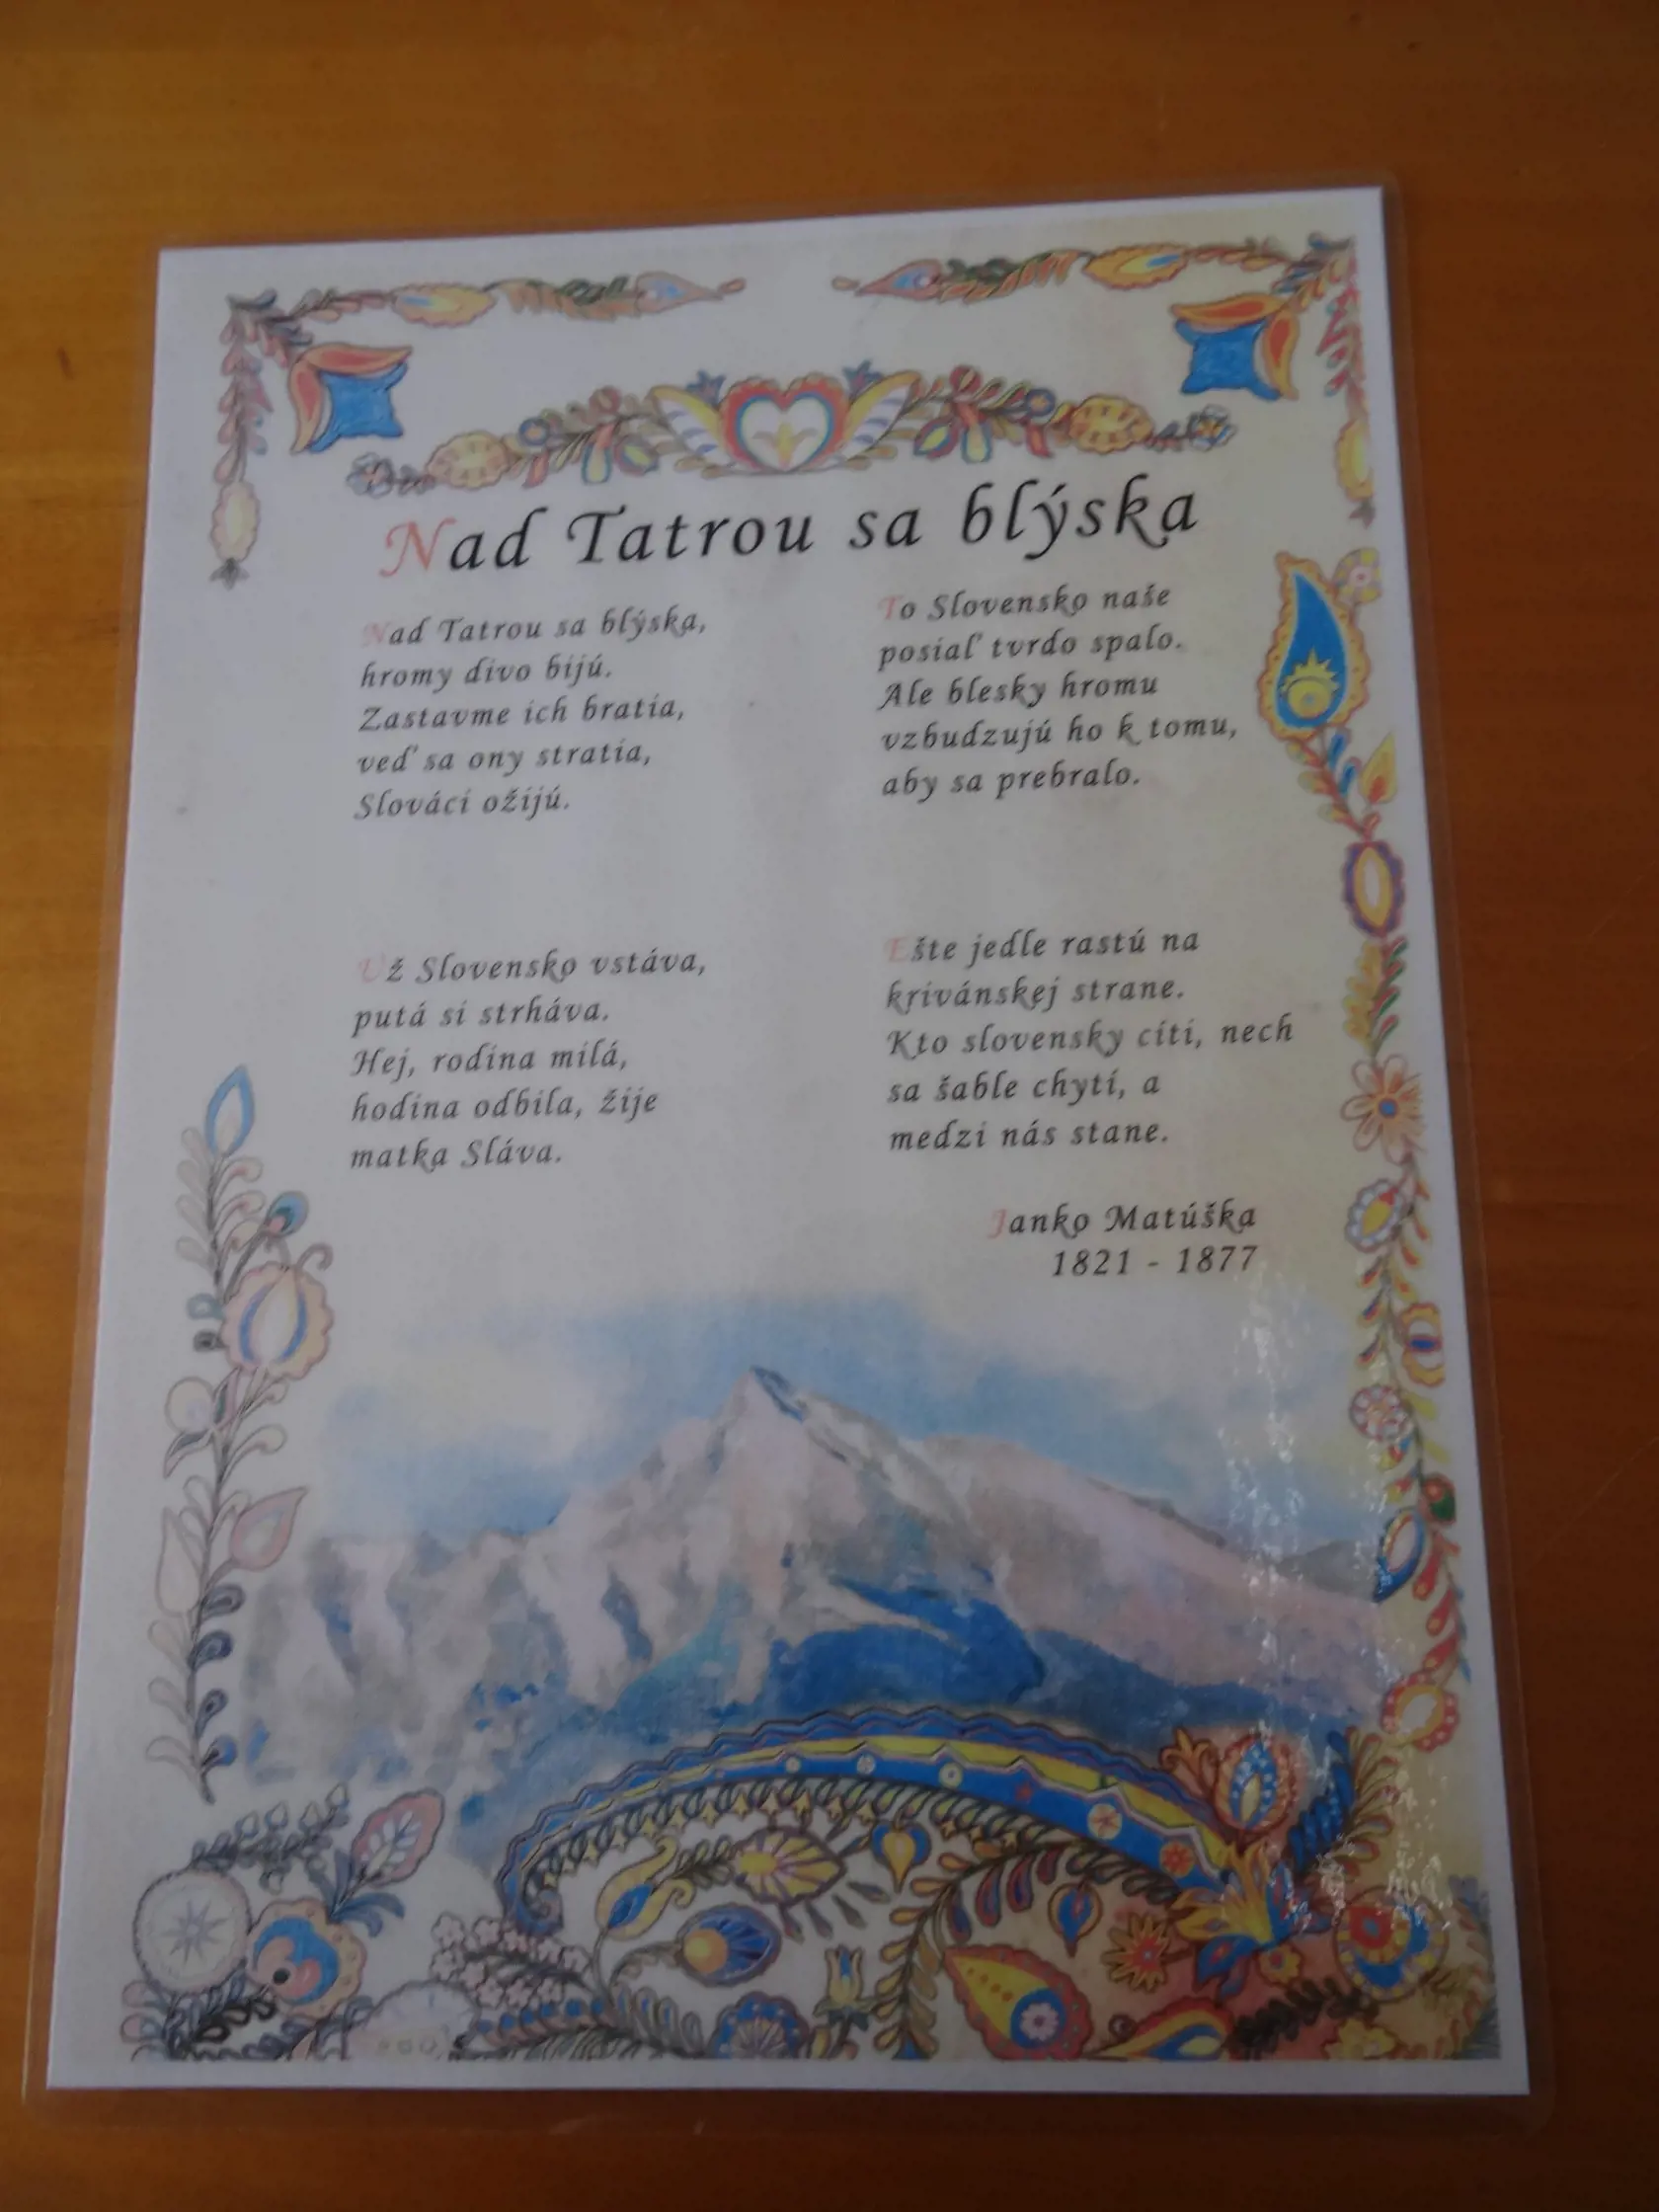 Nad Tatrou sa blýska
Nad Tatrou sa blýska,
hromy divo bijú.
Zastavme ich bratia,
veď sa ony stratia,
Slováci ožijú.
To Slovensko naše
posiaľ tvrdo spalo.
Ale blesky hromu
vzbudzujú ho k tomu,
aby sa prebralo.
Už Slovensko vstáva,
putá si strháva.
Hej, rodina milá,
hodina odbila, žije
matka Sláva.
Ešte jedle rastú na
krivánskej strane.
Kto slovensky cíti, nech
sa šable chytí, a
medzi nás stane.
Janko Matúška
1821 - 1877